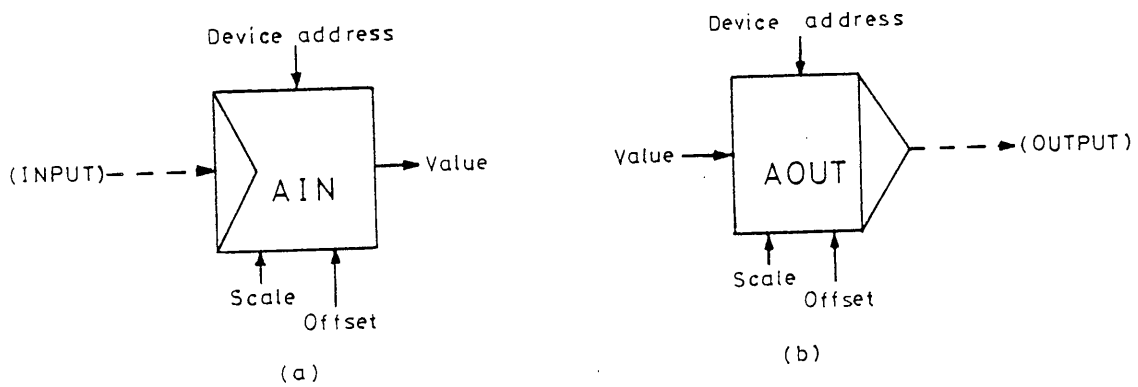 Device address
(INPUT)
AIN
Value
Scale
Offset
(a)
Device address
Value
AOUT
(OUTPUT)
Scale
Offset
(b)